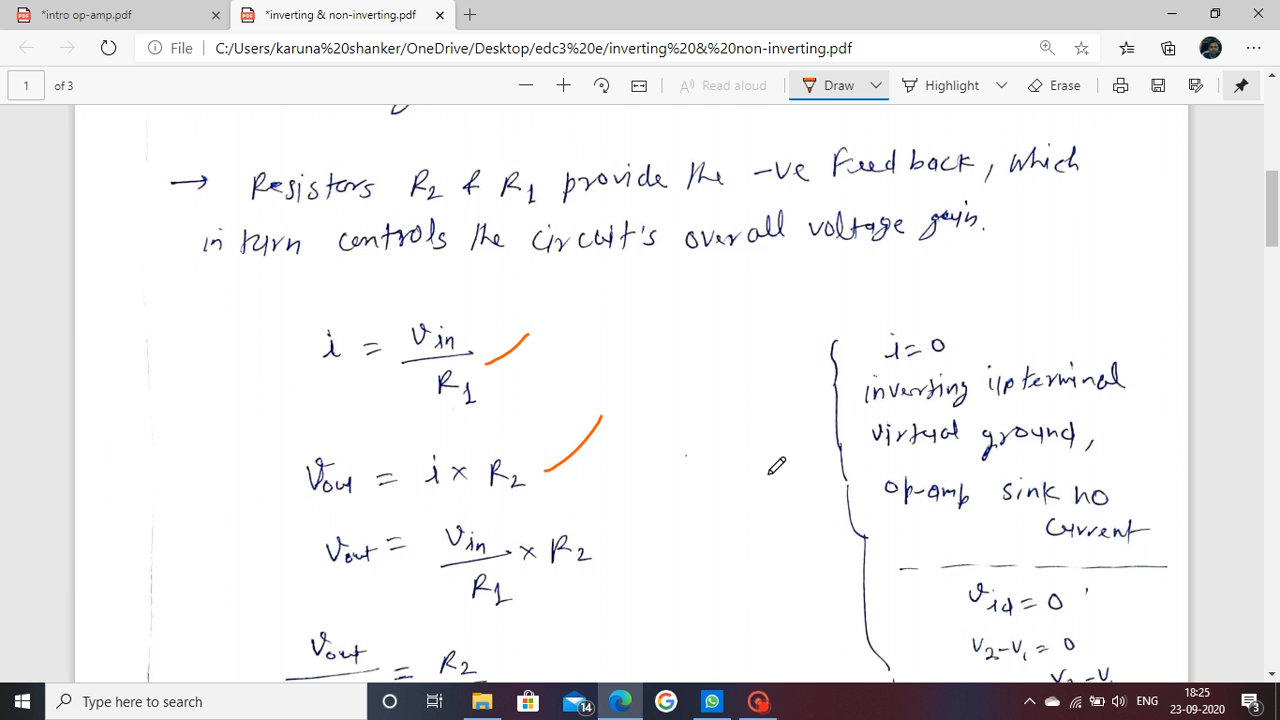 *intro op-amp.pdf
*inverting & non-inverting.pdf
File
C:/Users/karuna%20shanker/OneDrive/Desktop/edc3%20e/inverting%20&%20non-inverting.pdf
1 of 3
Read aloud
Draw
Highlight
Erase
→ Resistors R2 & R1 provide the -ve Feed back, which
in turn controls the circuit's overall voltage gain.
i = Vin / R1
Vout = i × R2
Vout = Vin / R1 × R2
Vout = R2
i = 0
inverting i/p terminal
virtual ground,
op-amp sink no
current
Vid = 0
V2-V1 = 0
Type here to search
14
ENG
18:25
23-09-2020
3